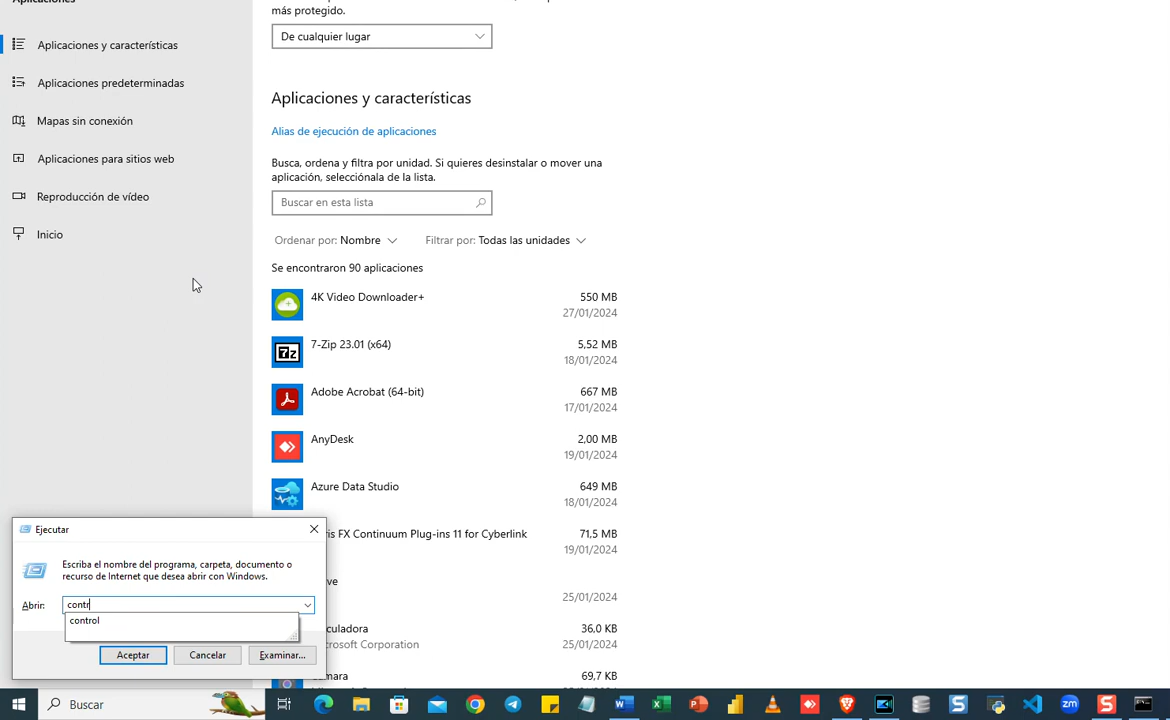 Aplicaciones
más protegido.
De cualquier lugar
Aplicaciones y características
Aplicaciones predeterminadas
Mapas sin conexión
Aplicaciones para sitios web
Reproducción de vídeo
Inicio
Aplicaciones y características
Alias de ejecución de aplicaciones
Busca, ordena y filtra por unidad. Si quieres desinstalar o mover una
aplicación, selecciónala de la lista.
Buscar en esta lista
Ordenar por: Nombre Filtrar por: Todas las unidades
Se encontraron 90 aplicaciones
4K Video Downloader+ 550 MB
27/01/2024
7-Zip 23.01 (x64) 5,52 MB
18/01/2024
Adobe Acrobat (64-bit) 667 MB
17/01/2024
AnyDesk 2,00 MB
19/01/2024
Azure Data Studio 649 MB
18/01/2024
ris FX Continuum Plug-ins 11 for Cyberlink 71,5 MB
19/01/2024
ve
25/01/2024
culadora 36,0 KB
crosoft Corporation 25/01/2024
mara 69,7 KB
Ejecutar
Escriba el nombre del programa, carpeta, documento o
recurso de Internet que desea abrir con Windows.
Abrir: contr
control
Aceptar Cancelar Examinar...
Buscar